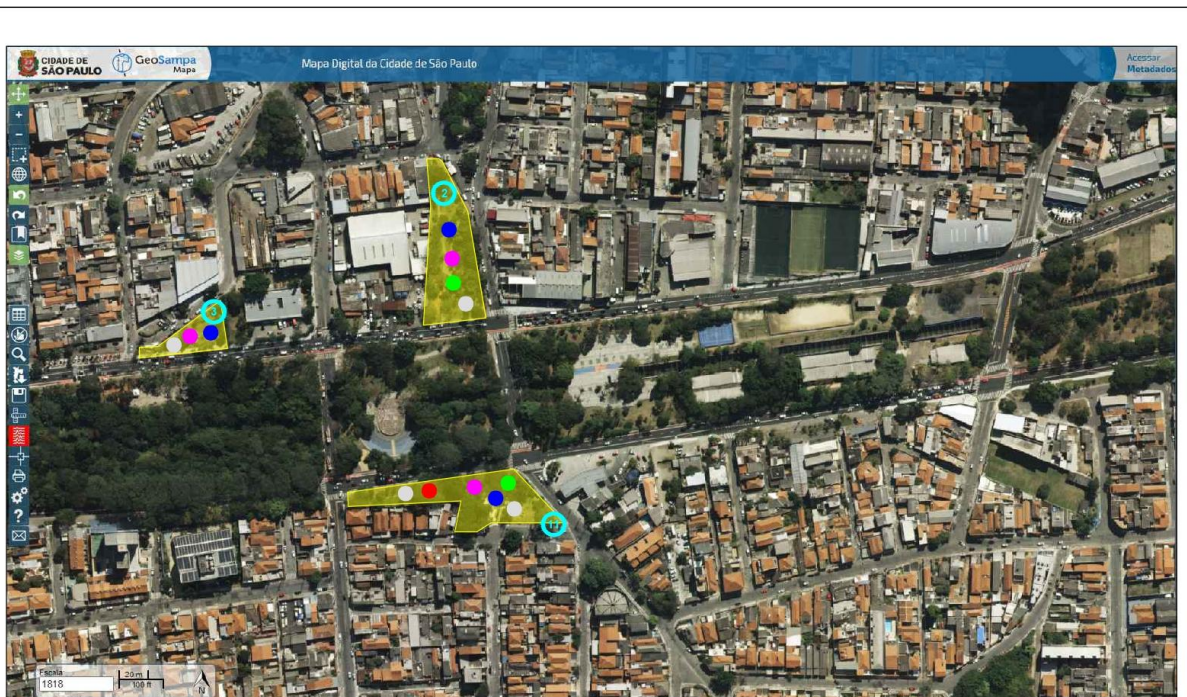 CIDADE DE
SÃO PAULO
GeoSampa
Mapa
Mapa Digital da Cidade de São Paulo
Acessar
Metadados
2
3
Escala
1818
20 m
100 ft
N